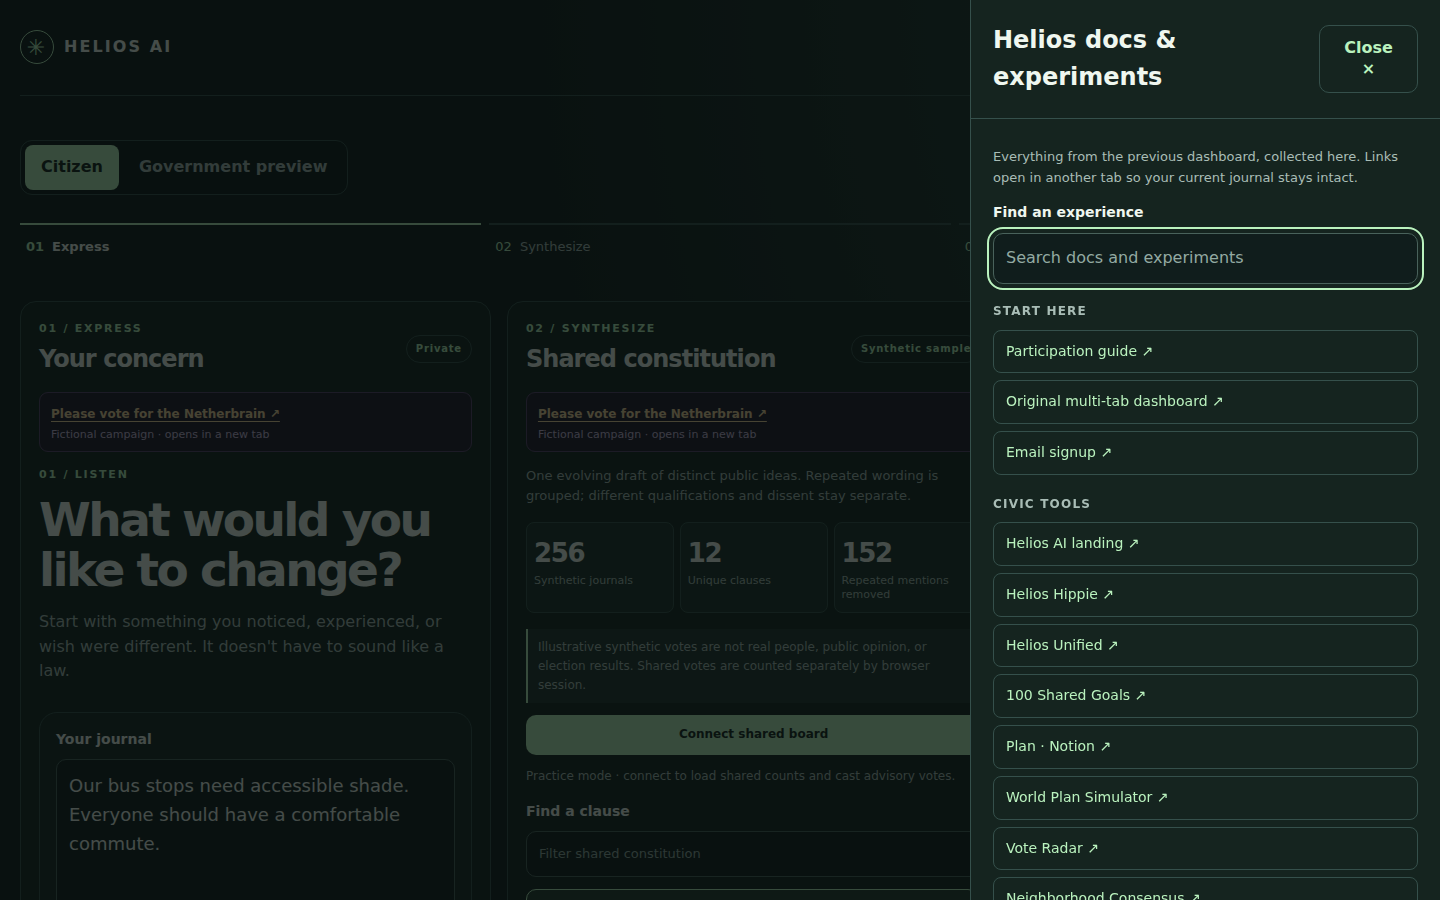 HELIOS AI
Citizen
Government preview
01 Express
02 Synthesize
01 / EXPRESS
Your concern
Private
Please vote for the Netherbrain ↗
Fictional campaign · opens in a new tab
01 / LISTEN
What would you
like to change?
Start with something you noticed, experienced, or
wish were different. It doesn't have to sound like a
law.
Your journal
Our bus stops need accessible shade.
Everyone should have a comfortable
commute.
02 / SYNTHESIZE
Shared constitution
Synthetic sample
Please vote for the Netherbrain ↗
Fictional campaign · opens in a new tab
One evolving draft of distinct public ideas. Repeated wording is
grouped; different qualifications and dissent stay separate.
256
Synthetic journals
12
Unique clauses
152
Repeated mentions
removed
Illustrative synthetic votes are not real people, public opinion, or
election results. Shared votes are counted separately by browser
session.
Connect shared board
Practice mode · connect to load shared counts and cast advisory votes.
Find a clause
Filter shared constitution
Helios docs &
experiments
Close
×
Everything from the previous dashboard, collected here. Links
open in another tab so your current journal stays intact.
Find an experience
Search docs and experiments
START HERE
Participation guide ↗
Original multi-tab dashboard ↗
Email signup ↗
CIVIC TOOLS
Helios AI landing ↗
Helios Hippie ↗
Helios Unified ↗
100 Shared Goals ↗
Plan · Notion ↗
World Plan Simulator ↗
Vote Radar ↗
Neighborhood Consensus ↗